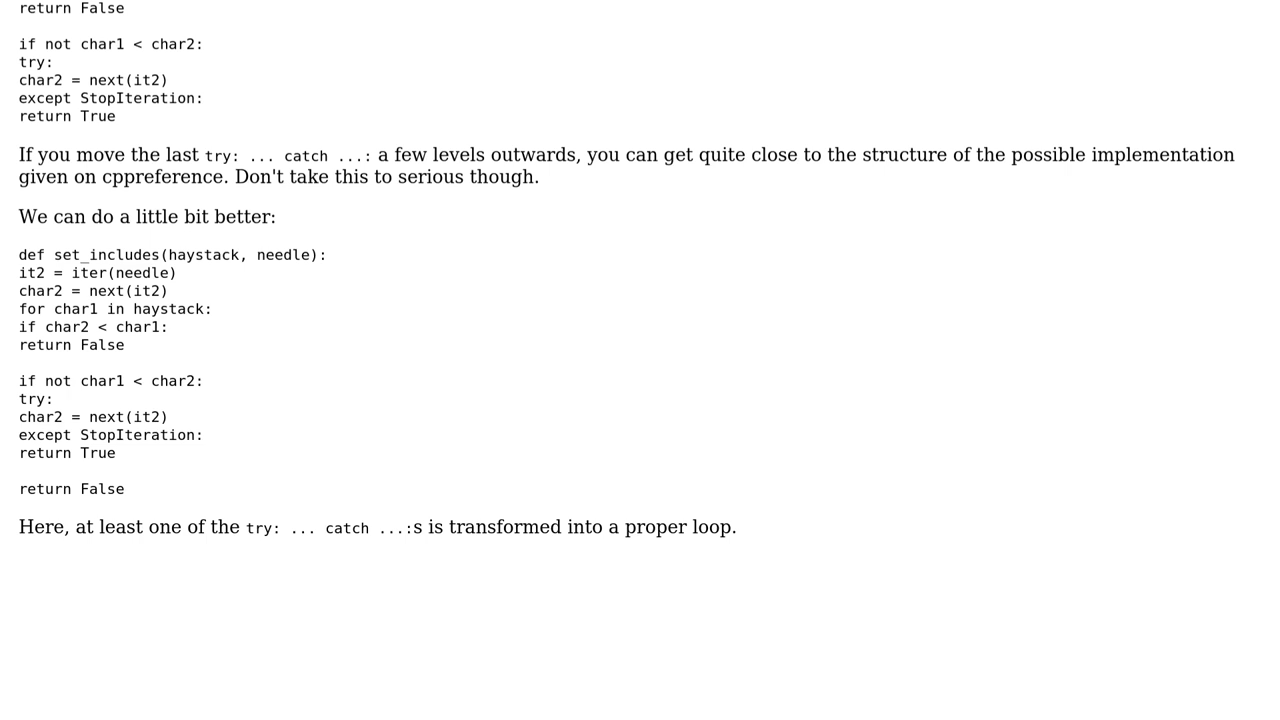 return False
if not char1 < char2:
try:
char2 = next(it2)
except StopIteration:
return True
If you move the last try: ... catch ...: a few levels outwards, you can get quite close to the structure of the possible implementation
given on cppreference. Don't take this to serious though.
We can do a little bit better:
def set_includes(haystack, needle):
it2 = iter(needle)
char2 = next(it2)
for char1 in haystack:
if char2 < char1:
return False
if not char1 < char2:
try:
char2 = next(it2)
except StopIteration:
return True
return False
Here, at least one of the try: ... catch ...:s is transformed into a proper loop.